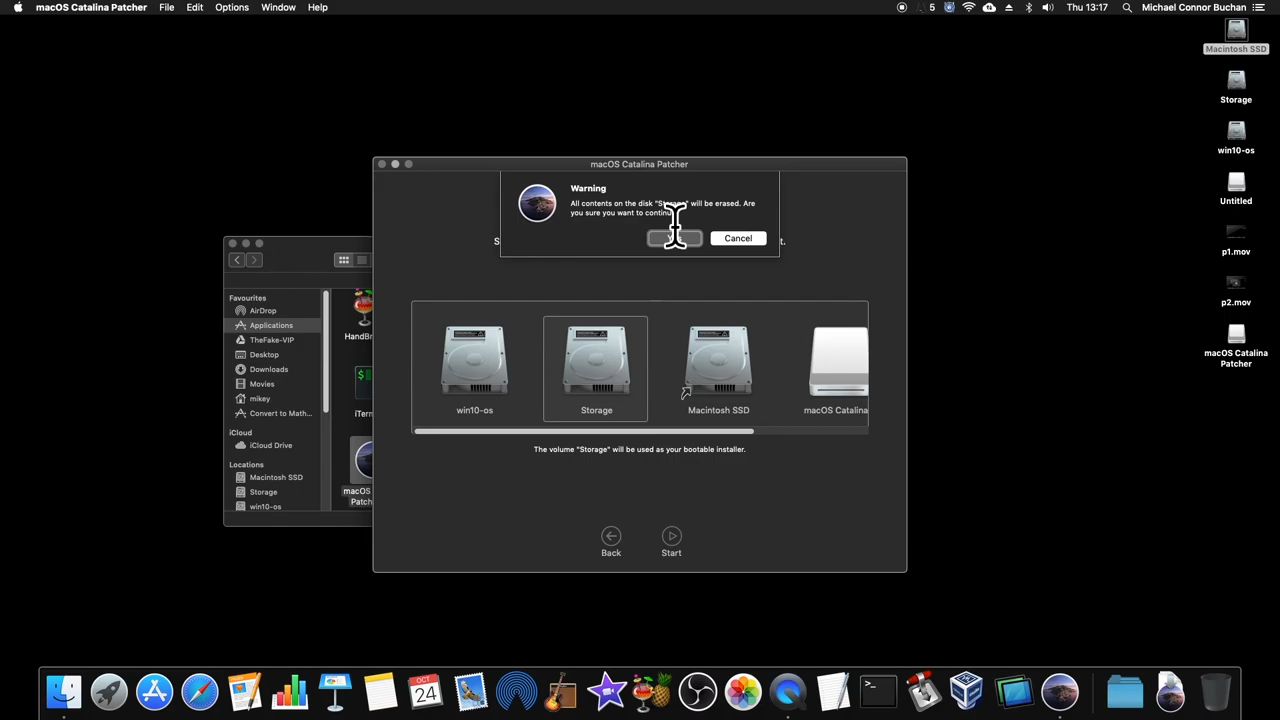 macOS Catalina Patcher File Edit Options Window Help
5 Thu 13:17 Michael Connor Buchan
Macintosh SSD
Storage
win10-os
Untitled
p1.mov
p2.mov
macOS Catalina
Patcher
macOS Catalina Patcher
Warning
All contents on the disk "Storage" will be erased. Are
you sure you want to continue
Cancel
S
t.
win10-os
Storage
Macintosh SSD
macOS Catalina
The volume "Storage" will be used as your bootable installer.
Back
Start
Favourites
AirDrop
Applications
TheFake-VIP
Desktop
Downloads
Movies
mikey
Convert to Math...
iCloud
iCloud Drive
Locations
Macintosh SSD
Storage
win10-os
HandBr
$
iTerm
macOS
Patch
OCT
24
>_